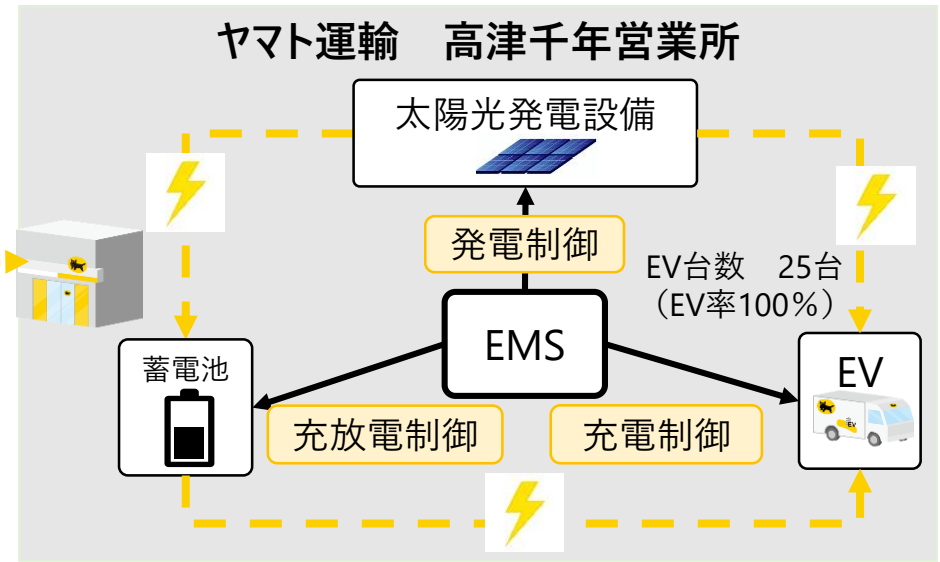 ヤマト運輸　高津千年営業所
太陽光発電設備
発電制御
EV台数　25台
（EV率100％）
EMS
蓄電池
EV
EV
充放電制御
充電制御